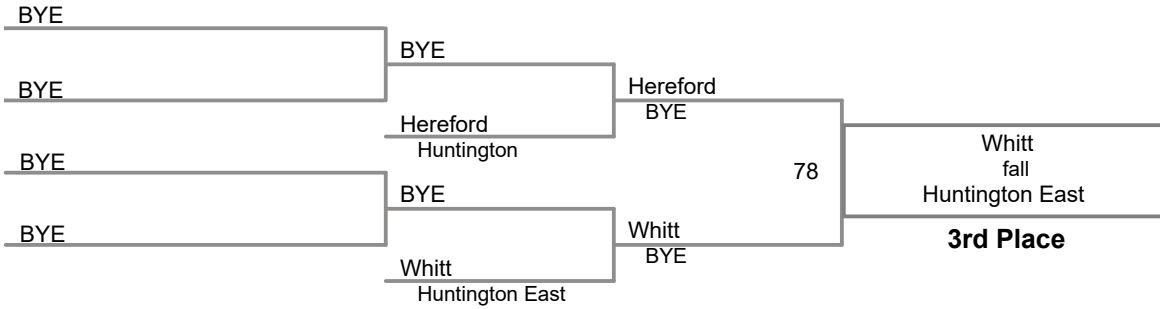 BYE
BYE
BYE
Hereford
BYE
Hereford
Huntington
Whitt
fall
Huntington East
78
BYE
BYE
BYE
Whitt
BYE
3rd Place
Whitt
Huntington East